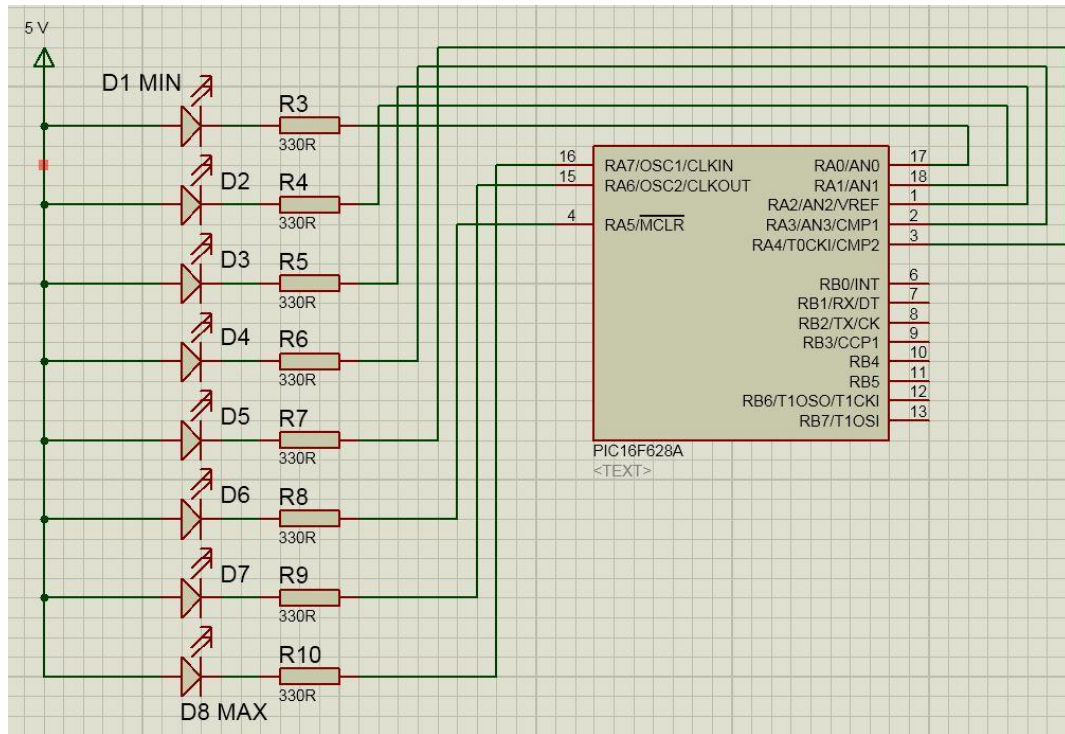 5 V
D1 MIN
R3
330R
D2
R4
330R
D3
R5
330R
D4
R6
330R
D5
R7
330R
D6
R8
330R
D7
R9
330R
R10
330R
D8 MAX
16 RA7/OSC1/CLKIN RA0/AN0 17
15 RA6/OSC2/CLKOUT RA1/AN1 18
RA2/AN2/VREF 1
4 RA5/MCLR RA3/AN3/CMP1 2
RA4/T0CKI/CMP2 3
RB0/INT 6
RB1/RX/DT 7
RB2/TX/CK 8
RB3/CCP1 9
RB4 10
RB5 11
RB6/T1OSO/T1CKI 12
RB7/T1OSI 13
PIC16F628A
<TEXT>